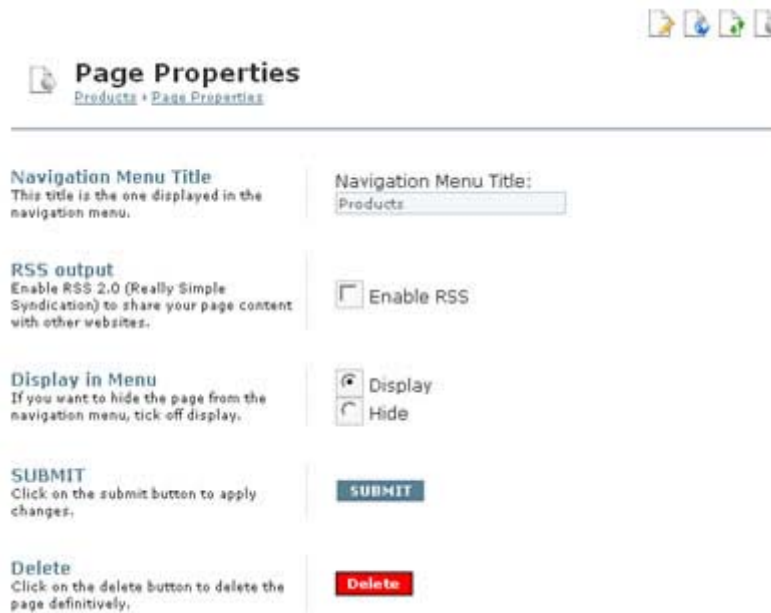 Page Properties
Products › Page Properties
Navigation Menu Title
This title is the one displayed in the
navigation menu.
Navigation Menu Title:
Products
RSS output
Enable RSS 2.0 (Really Simple
Syndication) to share your page content
with other websites.
Enable RSS
Display in Menu
If you want to hide the page from the
navigation menu, tick off display.
Display
Hide
SUBMIT
Click on the submit button to apply
changes.
SUBMIT
Delete
Click on the delete button to delete the
page definitively.
Delete